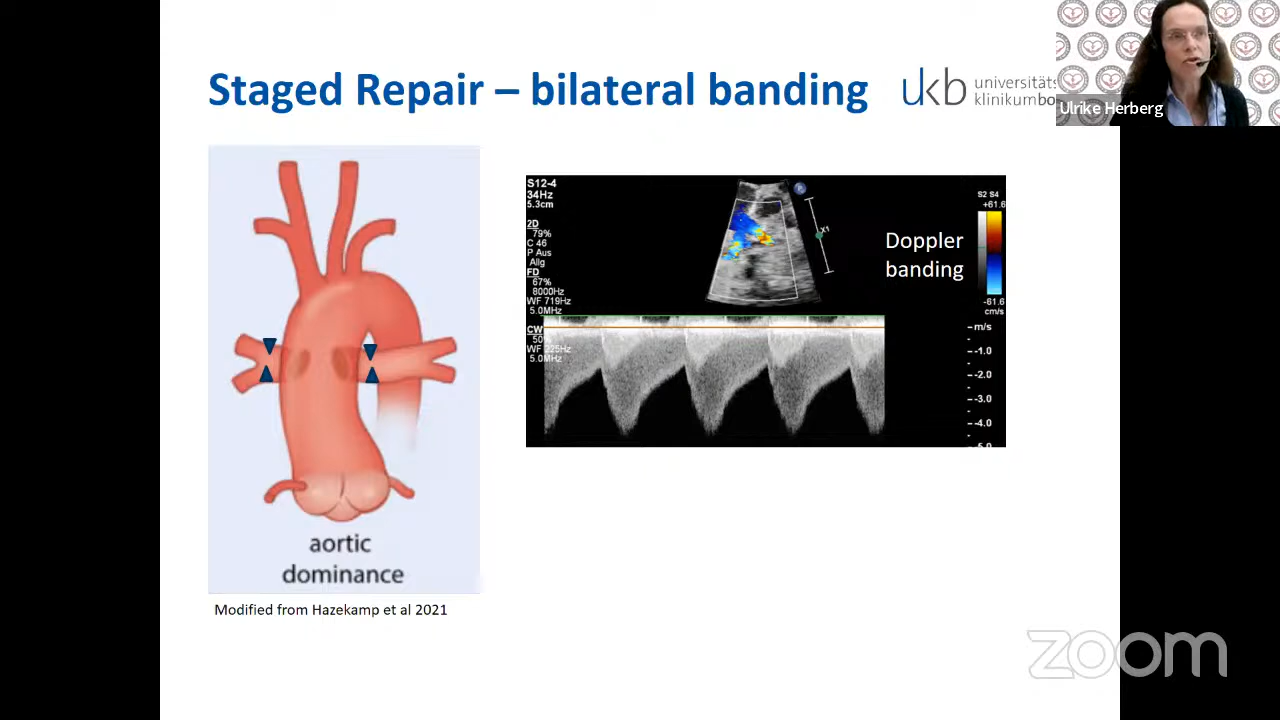 Staged Repair – bilateral banding
ukb
universitäts
klinikumbo
Ulrike Herberg
S12-4
34Hz
5.3cm
2D
79%
C 46
P Aus
Allg
FD
67%
8000Hz
WF 719Hz
5.0MHz
CW
50%
WF 225Hz
5.0MHz
X1
S2 S4
+61.6
-61.6
cm/s
Doppler
banding
m/s
-1.0
-2.0
-3.0
-4.0
-5.0
aortic
dominance
Modified from Hazekamp et al 2021
zoom